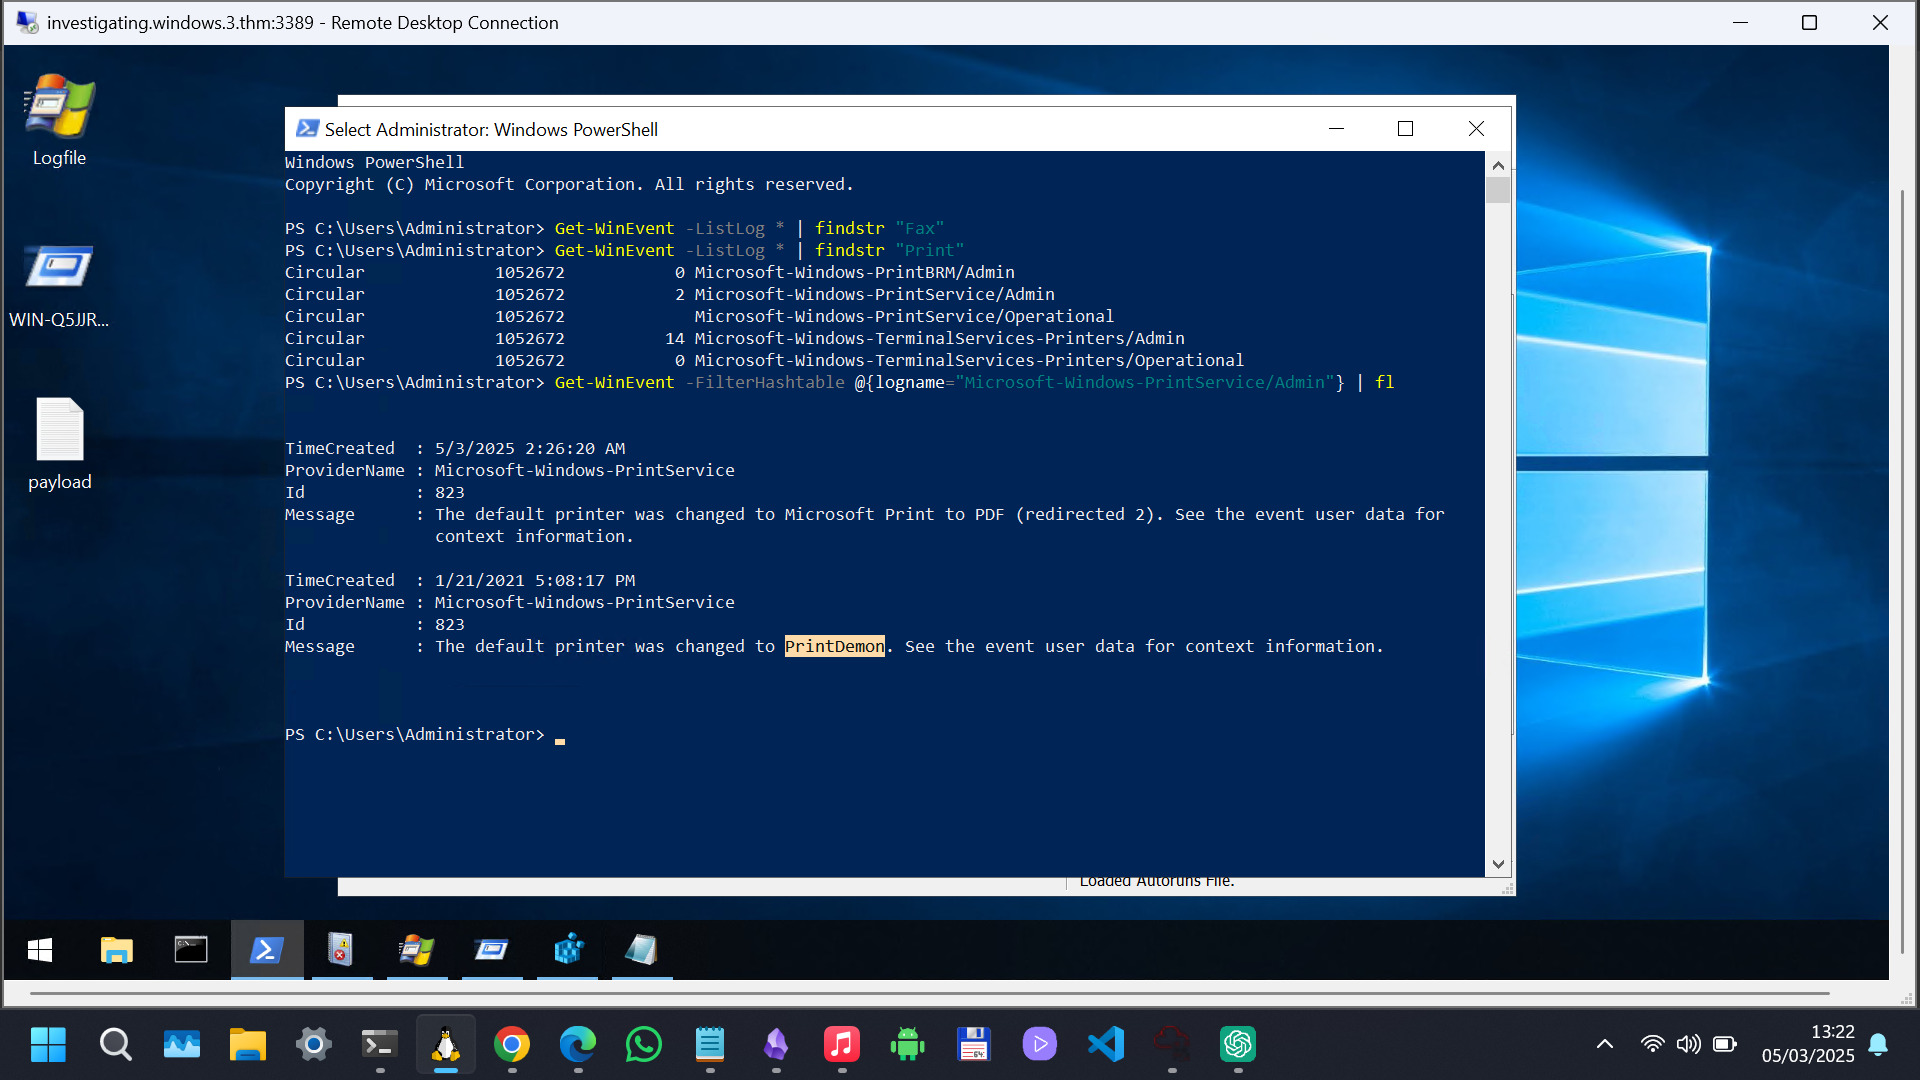 investigating.windows.3.thm:3389 - Remote Desktop Connection
Logfile
WIN-Q5JJR...
payload
Select Administrator: Windows PowerShell
Windows PowerShell
Copyright (C) Microsoft Corporation. All rights reserved.
PS C:\Users\Administrator> Get-WinEvent -ListLog * | findstr "Fax"
PS C:\Users\Administrator> Get-WinEvent -ListLog * | findstr "Print"
Circular 1052672 0 Microsoft-Windows-PrintBRM/Admin
Circular 1052672 2 Microsoft-Windows-PrintService/Admin
Circular 1052672 Microsoft-Windows-PrintService/Operational
Circular 1052672 14 Microsoft-Windows-TerminalServices-Printers/Admin
Circular 1052672 0 Microsoft-Windows-TerminalServices-Printers/Operational
PS C:\Users\Administrator> Get-WinEvent -FilterHashtable @{logname="Microsoft-Windows-PrintService/Admin"} | fl
TimeCreated : 5/3/2025 2:26:20 AM
ProviderName : Microsoft-Windows-PrintService
Id : 823
Message : The default printer was changed to Microsoft Print to PDF (redirected 2). See the event user data for
context information.
TimeCreated : 1/21/2021 5:08:17 PM
ProviderName : Microsoft-Windows-PrintService
Id : 823
Message : The default printer was changed to PrintDemon. See the event user data for context information.
PS C:\Users\Administrator>
Loaded Autoruns File.
13:22
05/03/2025